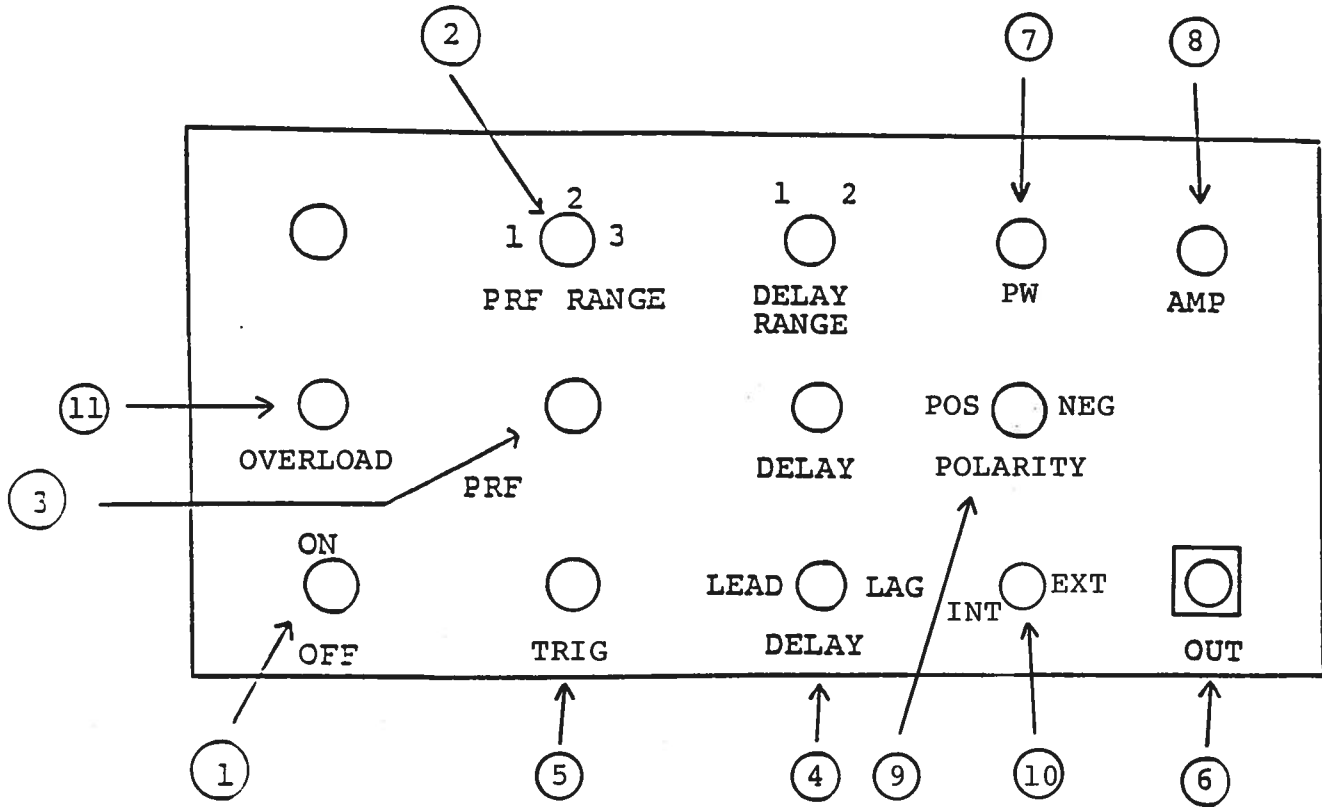 2
7
8
2
1 3
PRF RANGE
1 2
DELAY
RANGE
PW
AMP
11
OVERLOAD
3
PRF
DELAY
POS NEG
POLARITY
ON
OFF
TRIG
LEAD LAG
DELAY
INT EXT
OUT
1
5
4
9
10
6